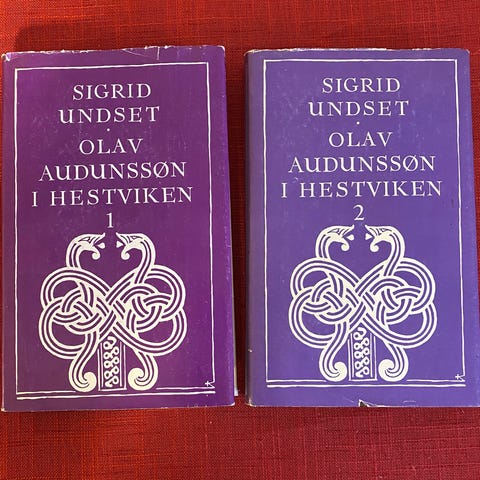 SIGRID
UNDSET
·
OLAV
AUDUNSSØN
I HESTVIKEN
1
SIGRID
UNDSET
·
OLAV
AUDUNSSØN
I HESTVIKEN
2